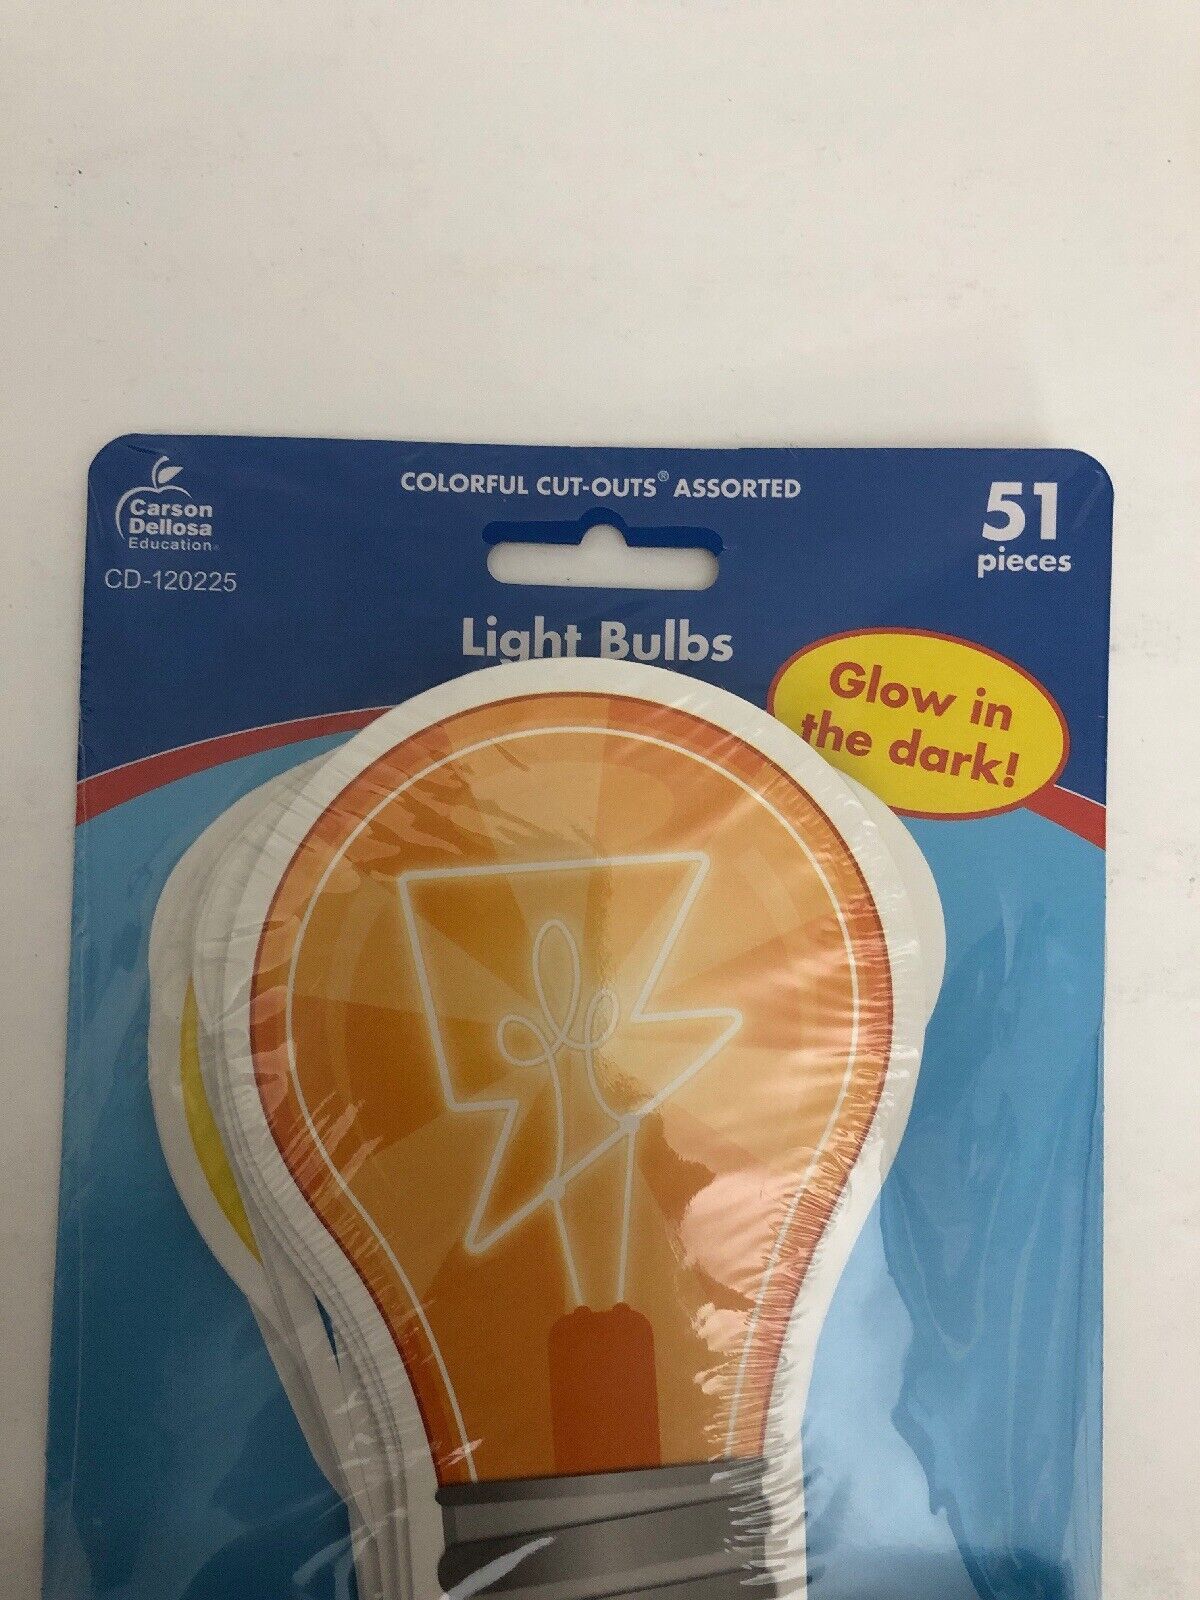 COLORFUL CUT-OUTS® ASSORTED
Carson
Dellosa
Education
CD-120225
51
pieces
Light Bulbs
Glow in
the dark!